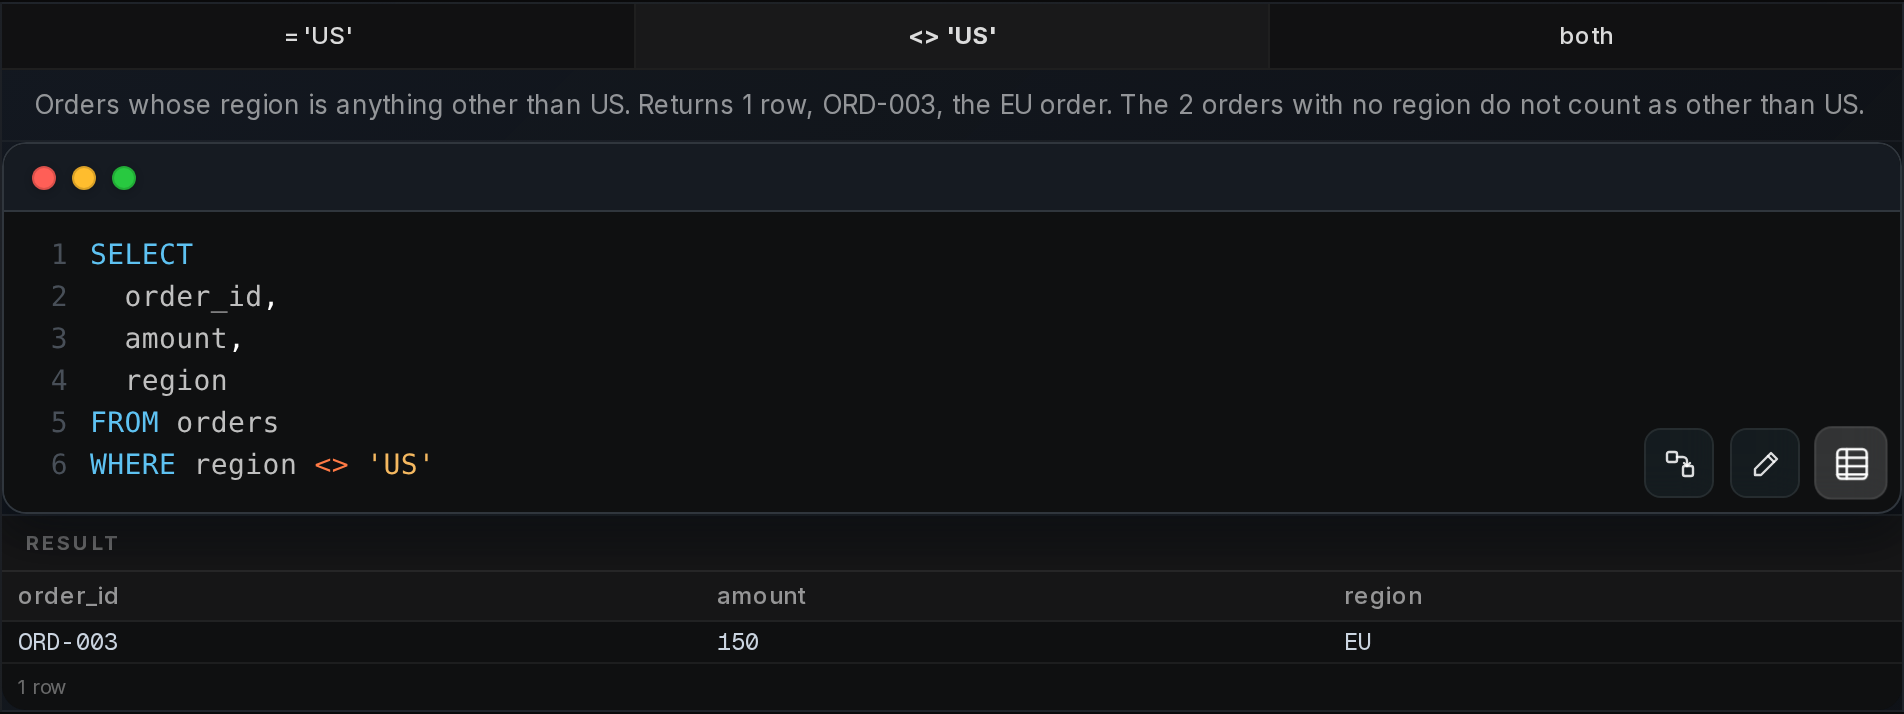 = 'US'
<> 'US'
both
Orders whose region is anything other than US. Returns 1 row, ORD-003, the EU order. The 2 orders with no region do not count as other than US.
1 SELECT
2   order_id,
3   amount,
4   region
5 FROM orders
6 WHERE region <> 'US'
RESULT
order_id amount region
ORD-003 150 EU
1 row